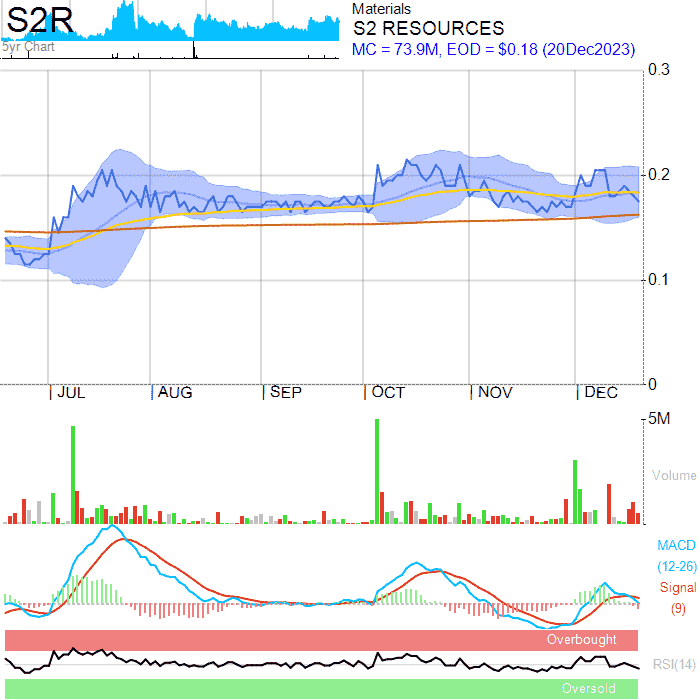 S2R
5yr Chart
Materials
S2 RESOURCES
MC = 73.9M, EOD = $0.18 (20Dec2023)
0.3
0.2
0.1
0
JUL AUG SEP OCT NOV DEC
5M
Volume
MACD
(12-26)
Signal
(9)
Overbought
RSI(14)
Oversold